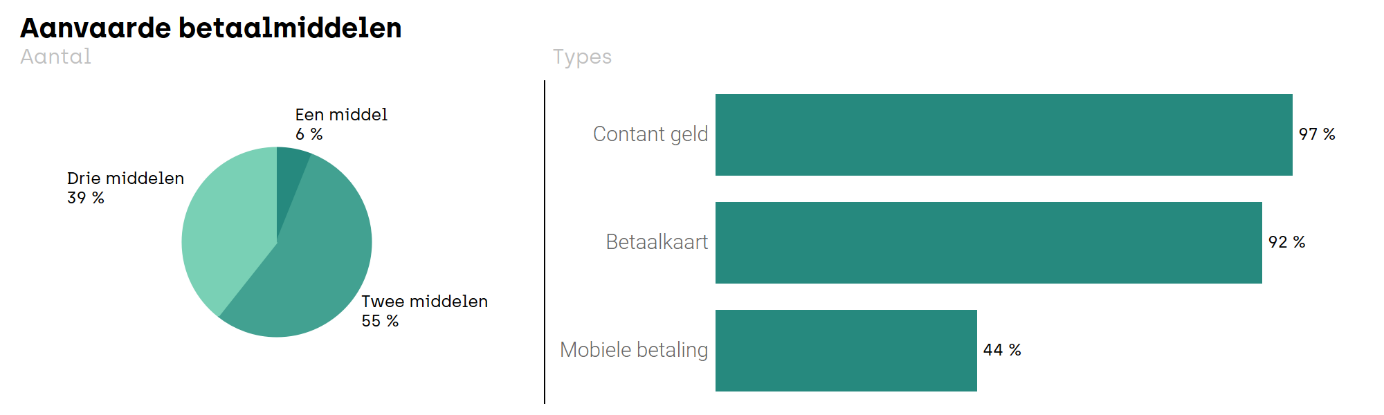 Aanvaarde betaalmiddelen
Aantal
Een middel
6 %
Drie middelen
39 %
Twee middelen
55 %
Types
Contant geld
97 %
Betaalkaart
92 %
Mobiele betaling
44 %